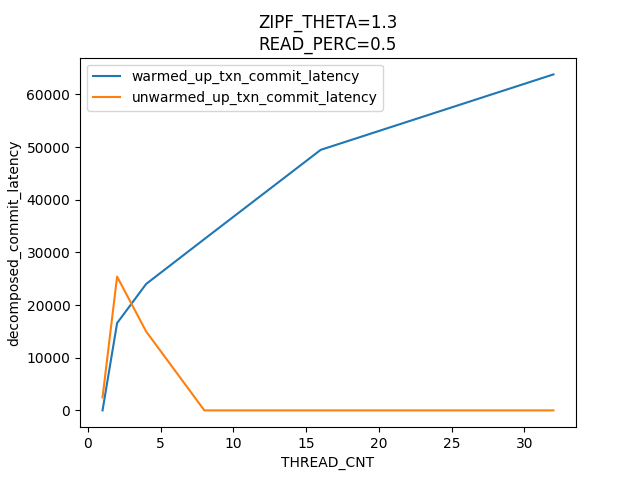 ZIPF_THETA=1.3
READ_PERC=0.5
warmed_up_txn_commit_latency
unwarmed_up_txn_commit_latency
decomposed_commit_latency
60000
50000
40000
30000
20000
10000
0
0 5 10 15 20 25 30
THREAD_CNT